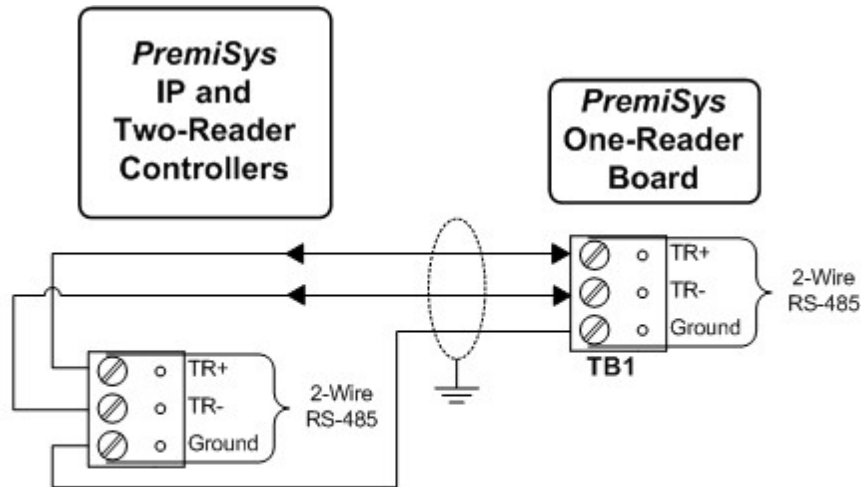 PremiSys
IP and
Two-Reader
Controllers
PremiSys
One-Reader
Board
TR+
TR-
Ground
2-Wire
RS-485
TB1
TR+
TR-
Ground
2-Wire
RS-485